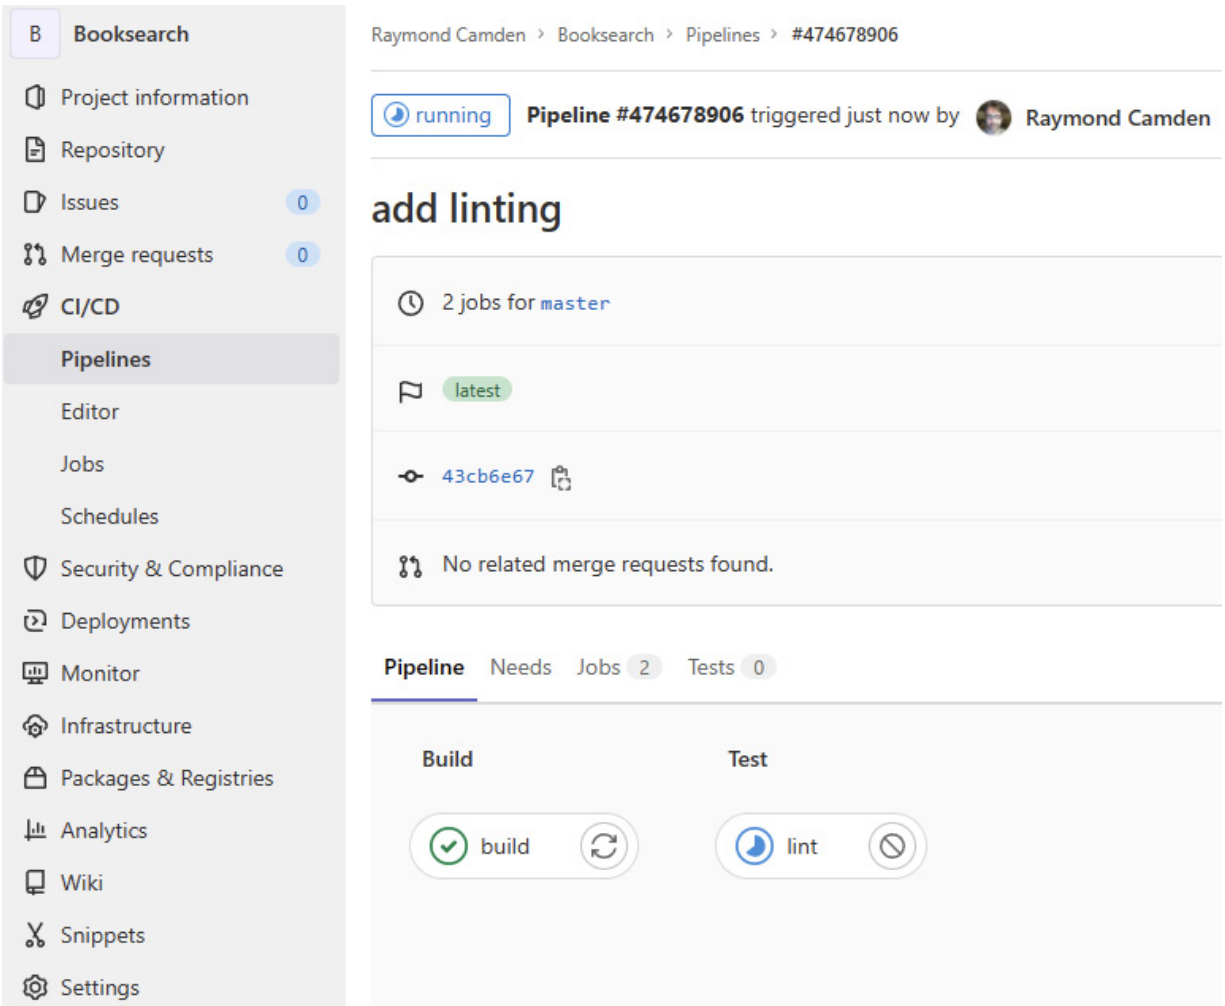 B Booksearch
Project information
Repository
Issues 0
Merge requests 0
CI/CD
Pipelines
Editor
Jobs
Schedules
Security & Compliance
Deployments
Monitor
Infrastructure
Packages & Registries
Analytics
Wiki
Snippets
Settings
Raymond Camden > Booksearch > Pipelines > #474678906
running Pipeline #474678906 triggered just now by Raymond Camden
add linting
2 jobs for master
latest
43cb6e67
No related merge requests found.
Pipeline Needs Jobs 2 Tests 0
Build Test
build lint